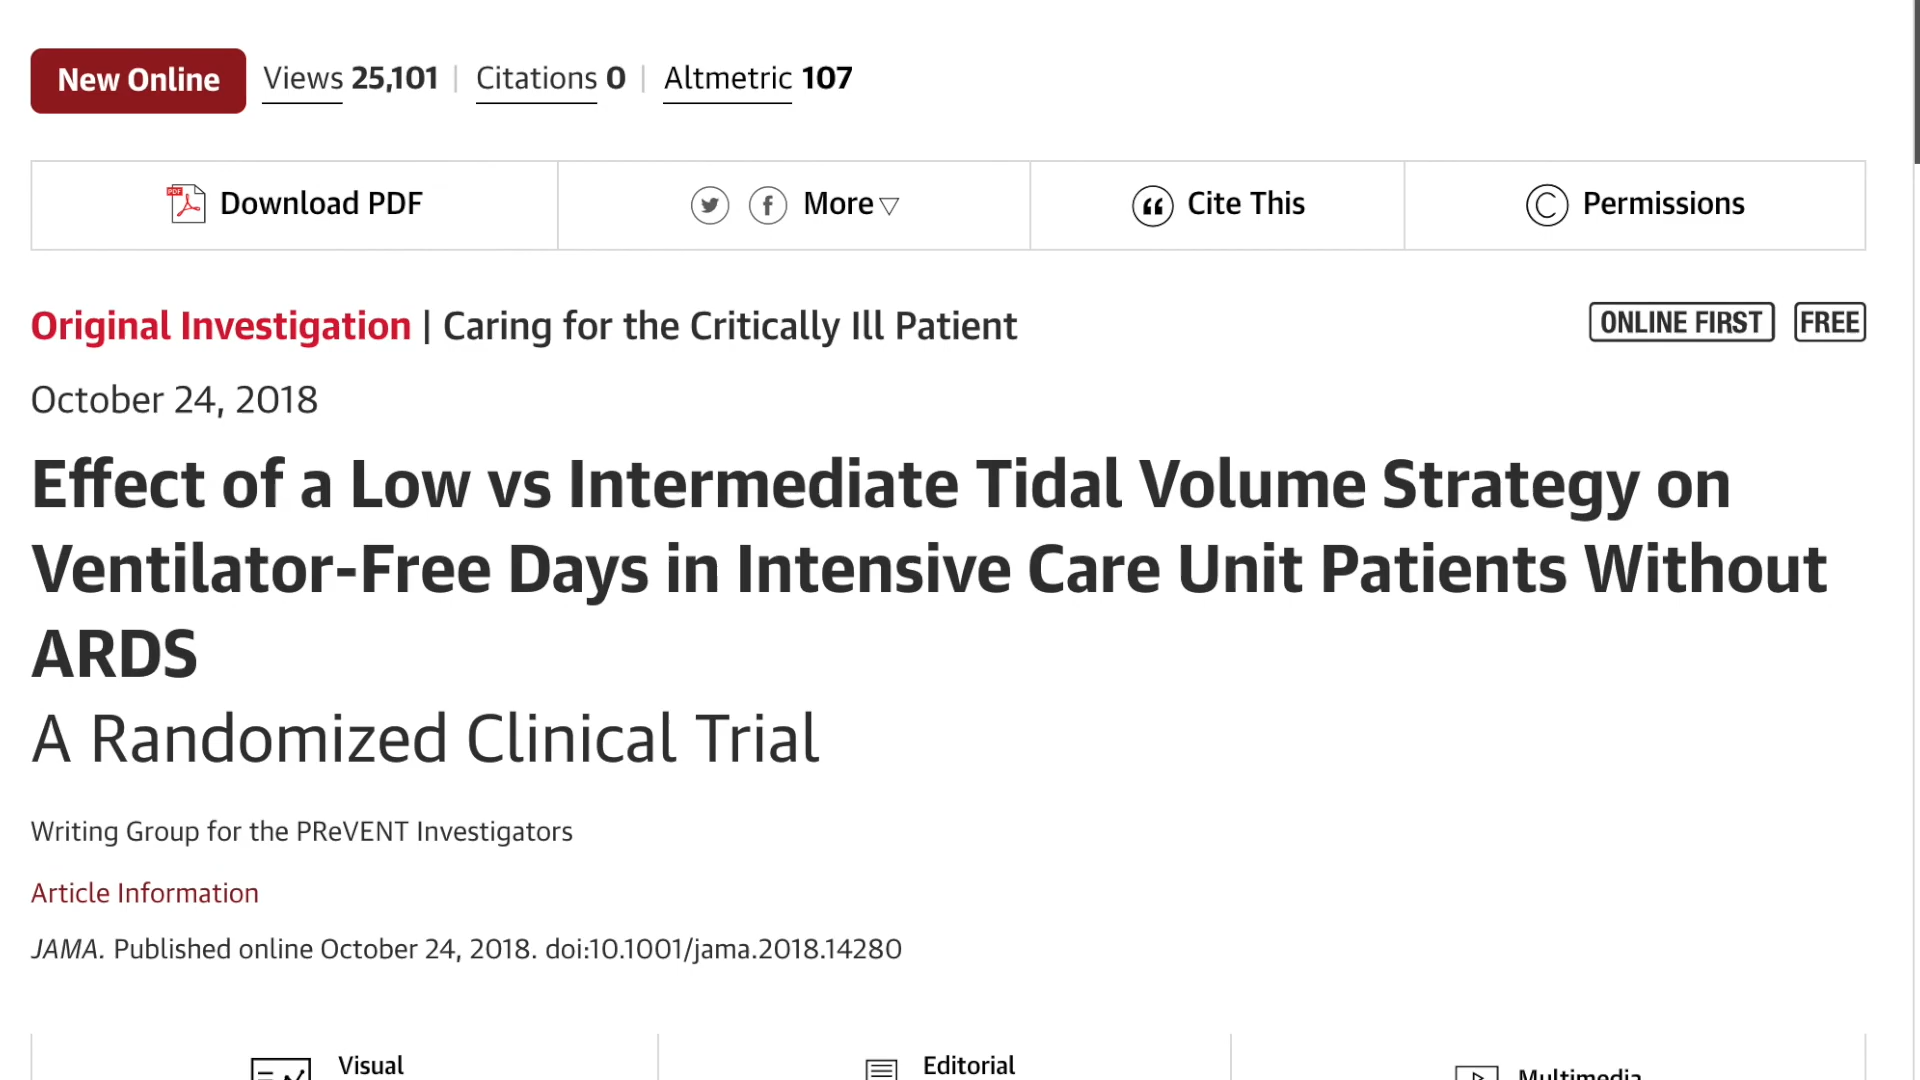 New Online Views 25,101 | Citations 0 | Altmetric 107
PDF Download PDF More Cite This Permissions
Original Investigation | Caring for the Critically Ill Patient ONLINE FIRST FREE
October 24, 2018
Effect of a Low vs Intermediate Tidal Volume Strategy on
Ventilator-Free Days in Intensive Care Unit Patients Without
ARDS
A Randomized Clinical Trial
Writing Group for the PReVENT Investigators
Article Information
JAMA. Published online October 24, 2018. doi:10.1001/jama.2018.14280
Visual Editorial Multimedia